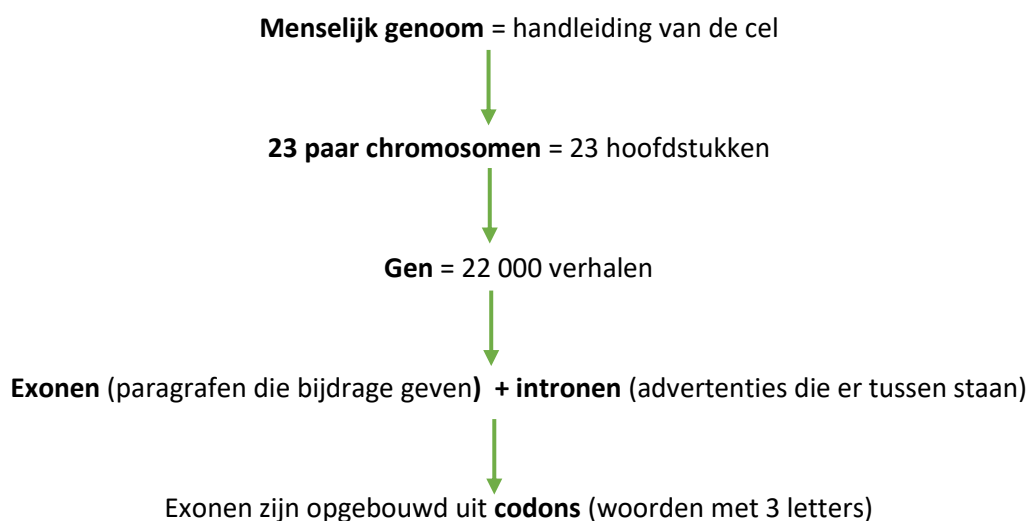 Menselijk genoom = handleiding van de cel
23 paar chromosomen = 23 hoofdstukken
Gen = 22 000 verhalen
Exonen (paragrafen die bijdrage geven) + intronen (advertenties die er tussen staan)
Exonen zijn opgebouwd uit codons (woorden met 3 letters)